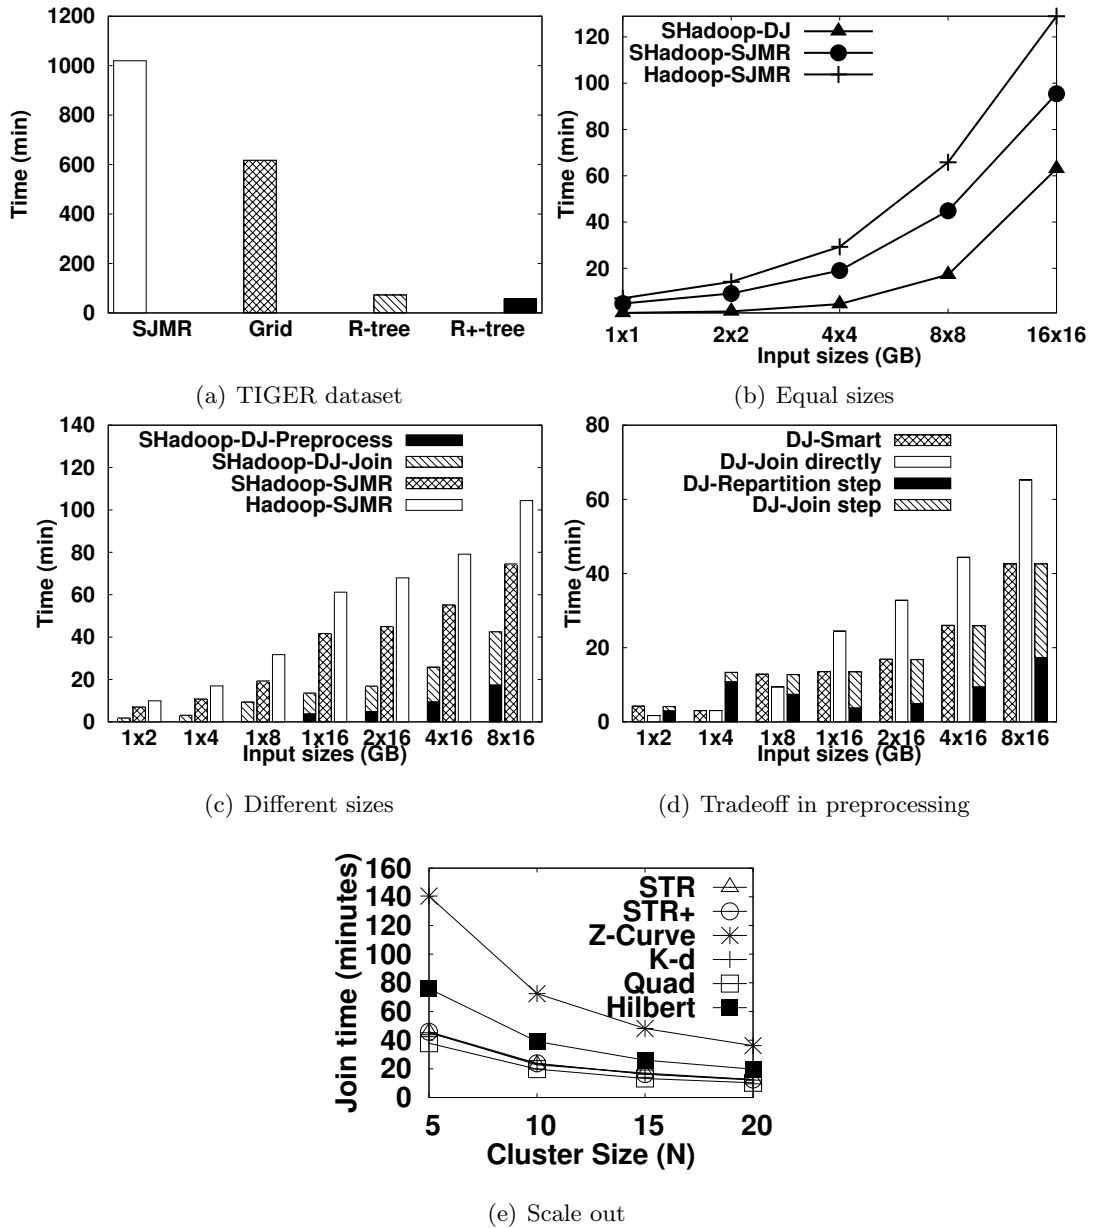 1200
1000
800
600
400
200
0
Time (min)
SJMR Grid R-tree R+-tree
(a) TIGER dataset
SHadoop-DJ
SHadoop-SJMR
Hadoop-SJMR
120
100
80
60
40
20
Time (min)
1x1 2x2 4x4 8x8 16x16
Input sizes (GB)
(b) Equal sizes
SHadoop-DJ-Preprocess
SHadoop-DJ-Join
SHadoop-SJMR
Hadoop-SJMR
140
120
100
80
60
40
20
0
Time (min)
1x2 1x4 1x8 1x16 2x16 4x16 8x16
Input sizes (GB)
(c) Different sizes
DJ-Smart
DJ-Join directly
DJ-Repartition step
DJ-Join step
80
60
40
20
0
Time (min)
1x2 1x4 1x8 1x16 2x16 4x16 8x16
Input sizes (GB)
(d) Tradeoff in preprocessing
STR
STR+
Z-Curve
K-d
Quad
Hilbert
160
140
120
100
80
60
40
20
0
Join time (minutes)
5 10 15 20
Cluster Size (N)
(e) Scale out